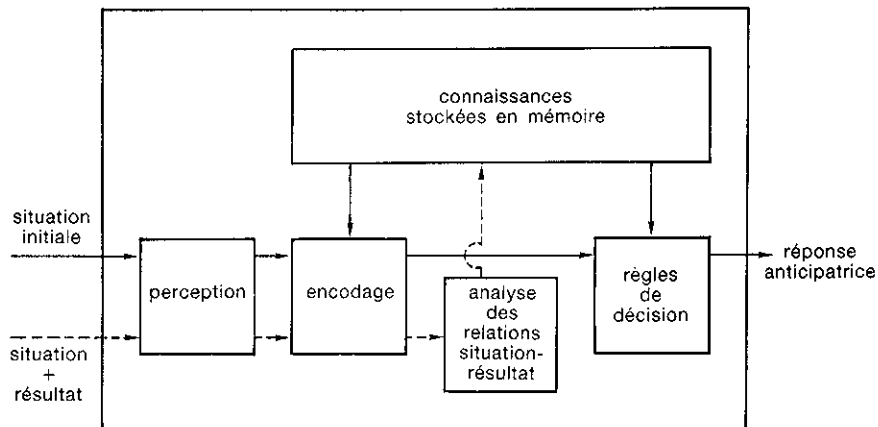 connaissances
stockées en mémoire
situation
initiale
perception
encodage
analyse
des
relations
situation-
résultat
règles
de
décision
réponse
anticipatrice
situation
+
résultat